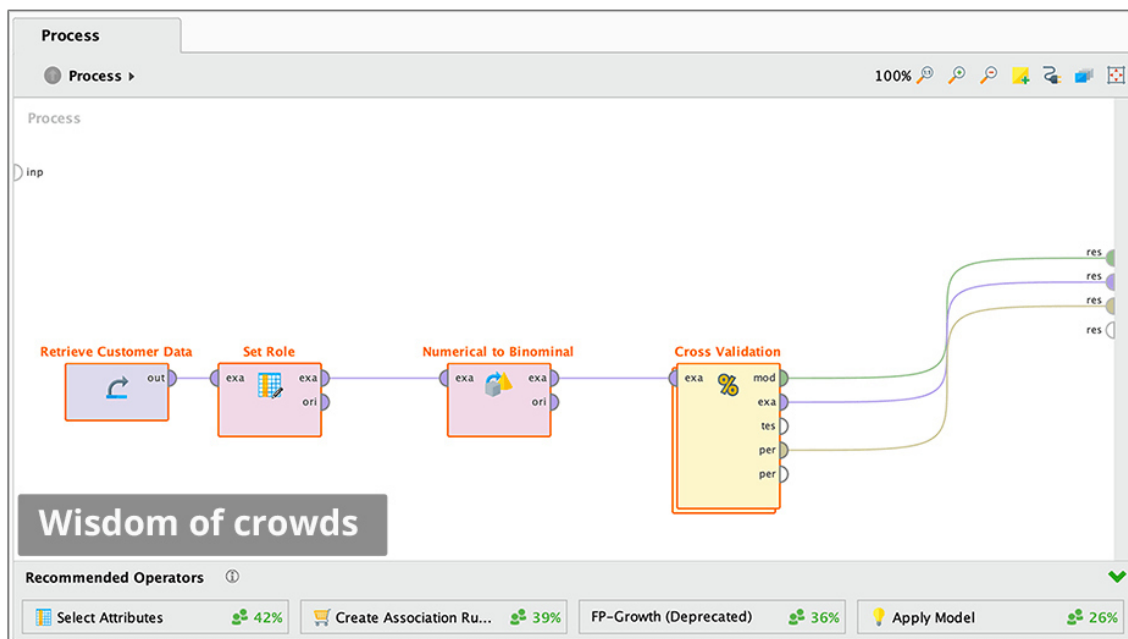 Process
Process
100%
Process
inp
res
res
res
res
Retrieve Customer Data
Set Role
Numerical to Binominal
Cross Validation
out
exa
exa
ori
exa
exa
ori
exa
mod
exa
tes
per
per
Wisdom of crowds
Recommended Operators
Select Attributes 42%
Create Association Ru... 39%
FP-Growth (Deprecated) 36%
Apply Model 26%